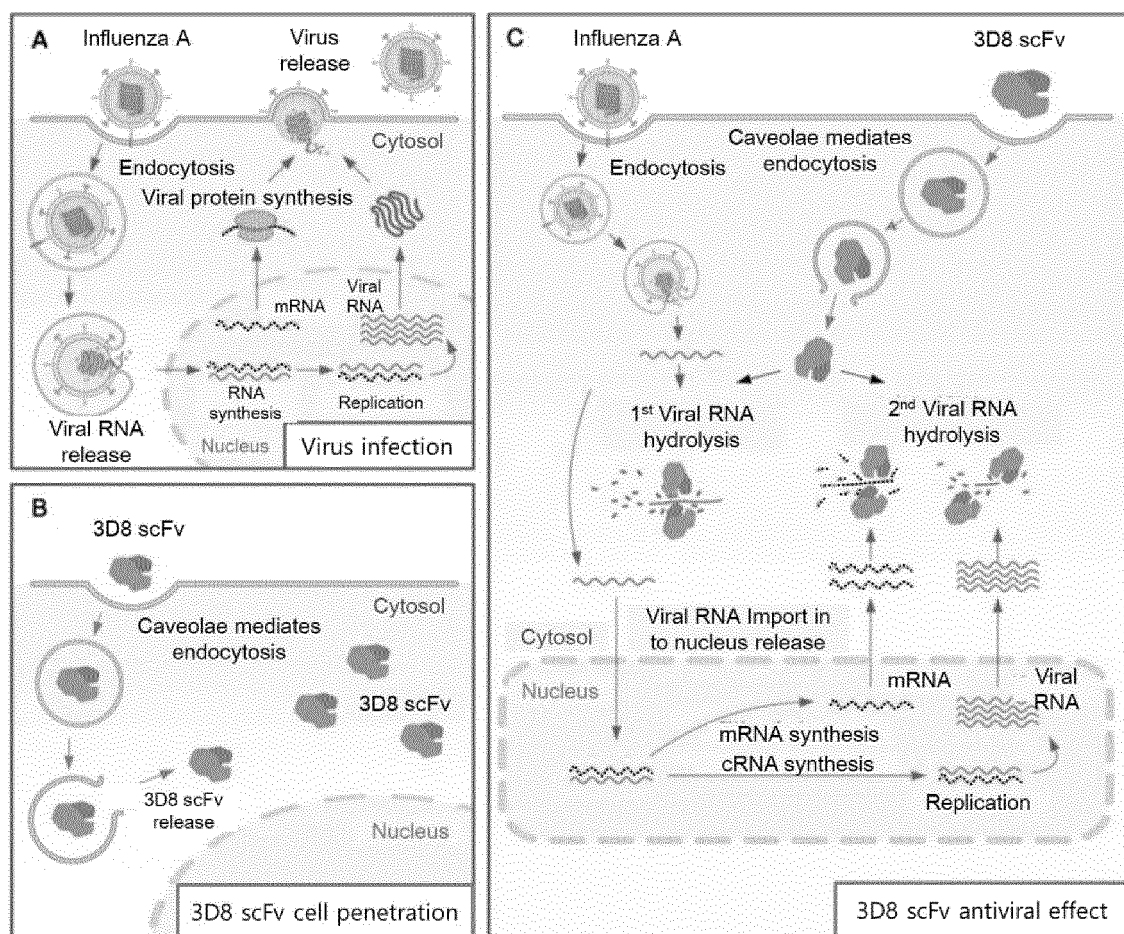 A
Influenza A
Virus
release
Cytosol
Endocytosis
Viral protein synthesis
mRNA
Viral
RNA
RNA
synthesis
Replication
Viral RNA
release
Nucleus
Virus infection
B
3D8 scFv
Cytosol
Caveolae mediates
endocytosis
3D8 scFv
3D8 scFv
release
Nucleus
3D8 scFv cell penetration
C
Influenza A
3D8 scFv
Caveolae mediates
endocytosis
Endocytosis
1st Viral RNA
hydrolysis
2nd Viral RNA
hydrolysis
Viral RNA Import in
to nucleus release
Cytosol
Nucleus
mRNA
Viral
RNA
mRNA synthesis
cRNA synthesis
Replication
3D8 scFv antiviral effect